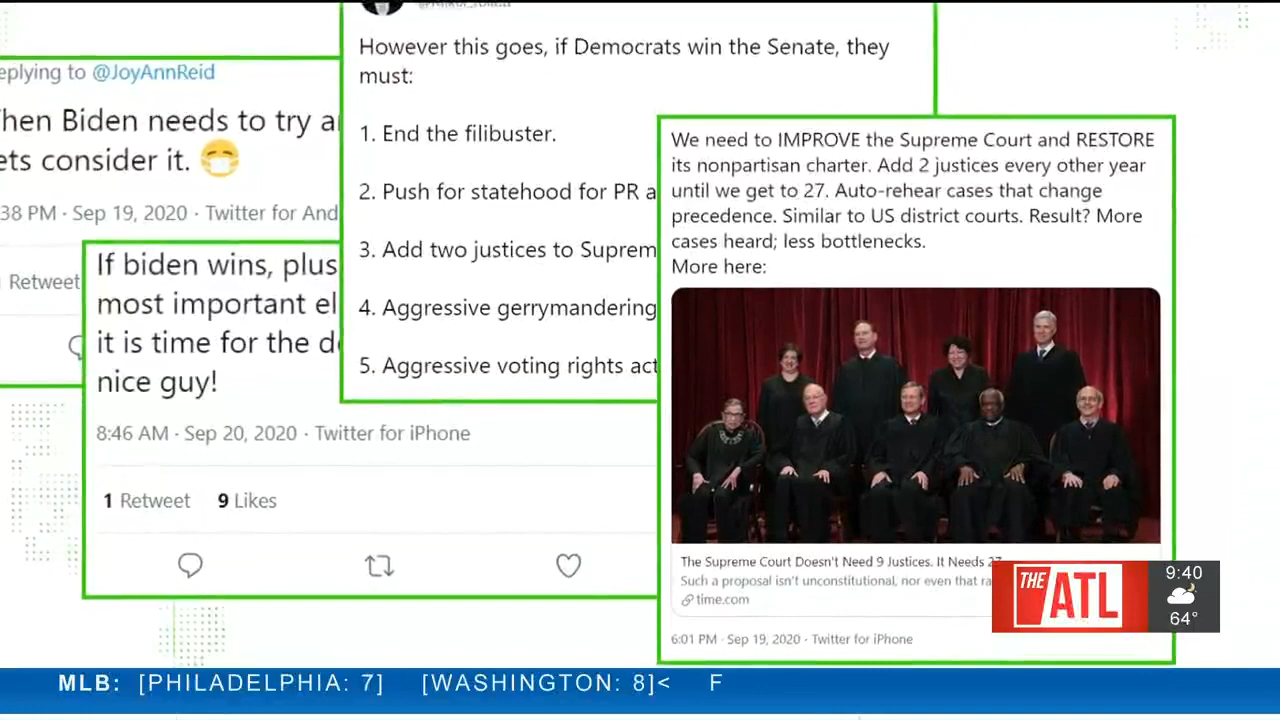 eplying to @JoyAnnReid
hen Biden needs to try a
ets consider it.
38 PM · Sep 19, 2020 · Twitter for And
Retweet
If biden wins, plus
most important el
it is time for the d
nice guy!
8:46 AM · Sep 20, 2020 · Twitter for iPhone
1 Retweet 9 Likes
However this goes, if Democrats win the Senate, they
must:
1. End the filibuster.
2. Push for statehood for PR a
3. Add two justices to Suprem
4. Aggressive gerrymandering
5. Aggressive voting rights act
We need to IMPROVE the Supreme Court and RESTORE
its nonpartisan charter. Add 2 justices every other year
until we get to 27. Auto-rehear cases that change
precedence. Similar to US district courts. Result? More
cases heard; less bottlenecks.
More here:
The Supreme Court Doesn't Need 9 Justices. It Needs 27
Such a proposal isn't unconstitutional, nor even that ra
time.com
6:01 PM · Sep 19, 2020 · Twitter for iPhone
THE ATL
9:40
64°
MLB: [PHILADELPHIA: 7] [WASHINGTON: 8]< F